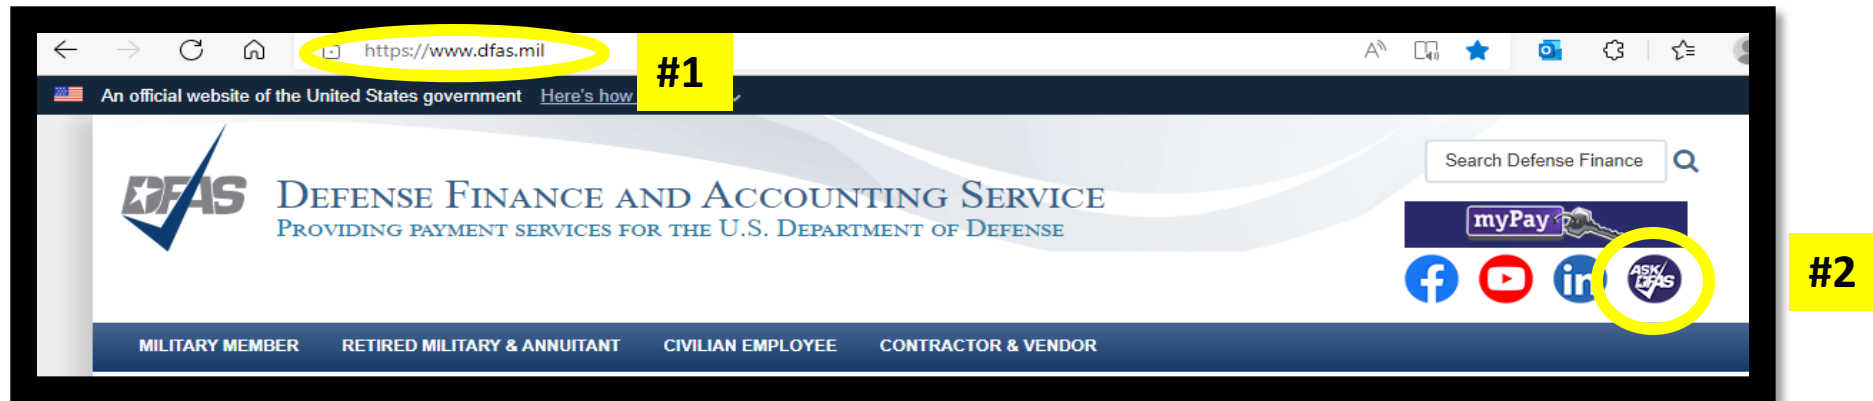 https://www.dfas.mil
#1
An official website of the United States government Here's how
DFAS
DEFENSE FINANCE AND ACCOUNTING SERVICE
PROVIDING PAYMENT SERVICES FOR THE U.S. DEPARTMENT OF DEFENSE
Search Defense Finance
myPay
f
in
ASK
DFAS
#2
MILITARY MEMBER
RETIRED MILITARY & ANNUITANT
CIVILIAN EMPLOYEE
CONTRACTOR & VENDOR